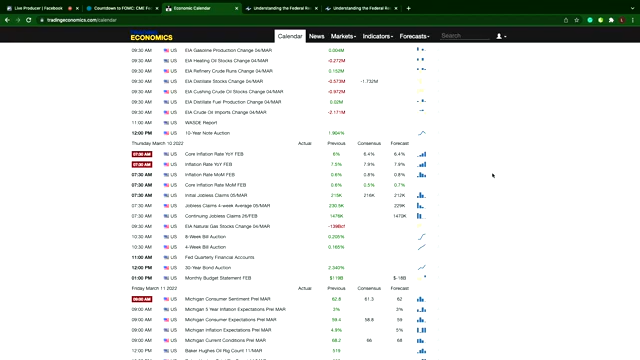 Live Producer | Facebook
Countdown to FOMC: CME Fe
Economic Calendar
Understanding the Federal Re
Understanding the Federal Re
tradingeconomics.com/calendar
ECONOMICS Calendar News Markets Indicators Forecasts Search
09:30 AM US EIA Gasoline Production Change 04/MAR 0.004M
09:30 AM US EIA Heating Oil Stocks Change 04/MAR -0.272M
09:30 AM US EIA Refinery Crude Runs Change 04/MAR 0.152M
09:30 AM US EIA Distillate Stocks Change 04/MAR -0.573M -1.732M
09:30 AM US EIA Cushing Crude Oil Stocks Change 04/MAR -0.972M
09:30 AM US EIA Distillate Fuel Production Change 04/MAR 0.02M
09:30 AM US EIA Crude Oil Imports Change 04/MAR -2.171M
11:00 AM US WASDE Report
12:00 PM US 10-Year Note Auction 1.904%
Thursday March 10 2022 Actual Previous Consensus Forecast
07:30 AM US Core Inflation Rate YoY FEB 6% 6.4% 6.4%
07:30 AM US Inflation Rate YoY FEB 7.5% 7.9% 7.9%
07:30 AM US Inflation Rate MoM FEB 0.6% 0.8% 0.8%
07:30 AM US Core Inflation Rate MoM FEB 0.6% 0.5% 0.7%
07:30 AM US Initial Jobless Claims 05/MAR 215K 216K 212K
07:30 AM US Jobless Claims 4-week Average 05/MAR 230.5K 229K
07:30 AM US Continuing Jobless Claims 26/FEB 1476K 1470K
09:30 AM US EIA Natural Gas Stocks Change 04/MAR -139Bcf
10:30 AM US 8-Week Bill Auction 0.205%
10:30 AM US 4-Week Bill Auction 0.165%
11:00 AM US Fed Quarterly Financial Accounts
12:00 PM US 30-Year Bond Auction 2.340%
01:00 PM US Monthly Budget Statement FEB $119B $-16B
Friday March 11 2022 Actual Previous Consensus Forecast
09:00 AM US Michigan Consumer Sentiment Prel MAR 62.8 61.3 62
09:00 AM US Michigan 5 Year Inflation Expectations Prel MAR 3% 3%
09:00 AM US Michigan Consumer Expectations Prel MAR 59.4 58.8 59
09:00 AM US Michigan Inflation Expectations Prel MAR 4.9% 5%
09:00 AM US Michigan Current Conditions Prel MAR 68.2 66 68
12:00 PM US Baker Hughes Oil Rig Count 11/MAR 519